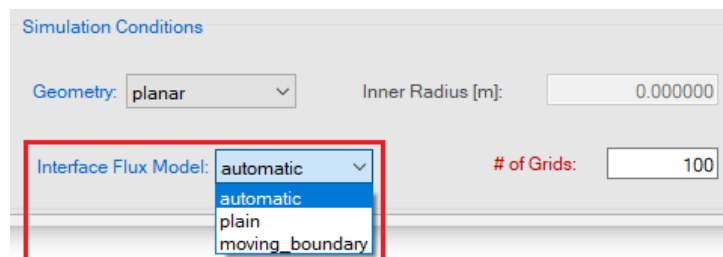 Simulation Conditions
Geometry: planar Inner Radius [m]: 0.000000
Interface Flux Model: automatic # of Grids: 100
automatic
plain
moving_boundary